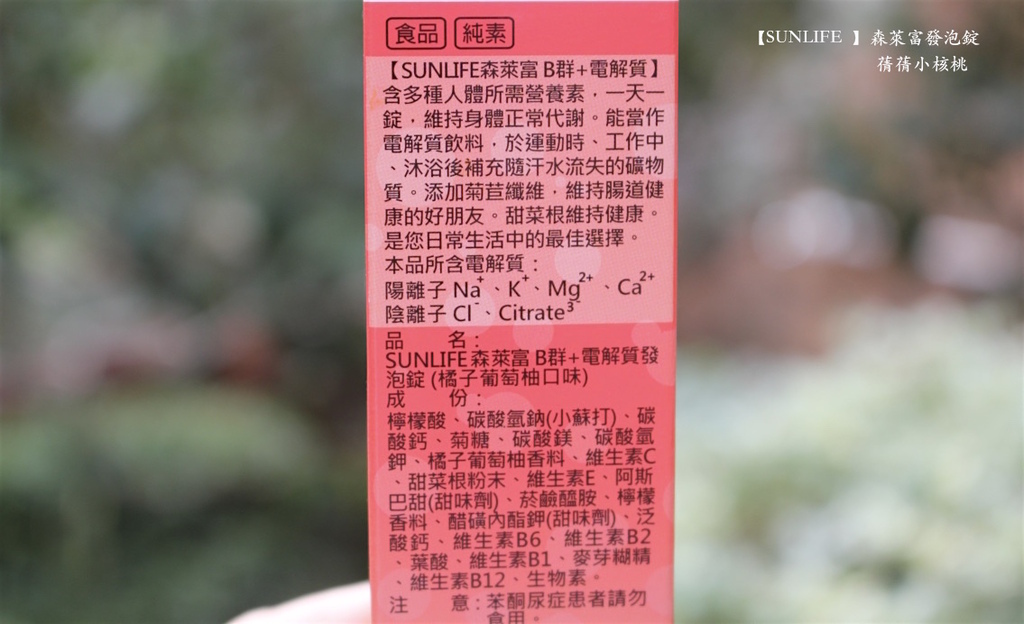 【SUNLIFE 】森萊富發泡錠
蒨蒨小核桃
食品 純素
【SUNLIFE森萊富 B群+電解質】
含多種人體所需營養素，一天一
錠，維持身體正常代謝。能當作
電解質飲料，於運動時、工作中
、沐浴後補充隨汗水流失的礦物
質。添加菊苣纖維，維持腸道健
康的好朋友。甜菜根維持健康。
是您日常生活中的最佳選擇。
本品所含電解質：
陽離子 Na⁺、K⁺、Mg²⁺、Ca²⁺
陰離子 Cl⁻、Citrate³⁻
品　　名：
SUNLIFE 森萊富 B群+電解質發
泡錠 (橘子葡萄柚口味)
成　　份：
檸檬酸、碳酸氫鈉(小蘇打)、碳
酸鈣、菊糖、碳酸鎂、碳酸氫
鉀、橘子葡萄柚香料、維生素C
、甜菜根粉末、維生素E、阿斯
巴甜(甜味劑)、菸鹼醯胺、檸檬
香料、醋磺內酯鉀(甜味劑)、泛
酸鈣、維生素B6、維生素B2
、葉酸、維生素B1、麥芽糊精
、維生素B12、生物素。
注　　意：苯酮尿症患者請勿
食用。